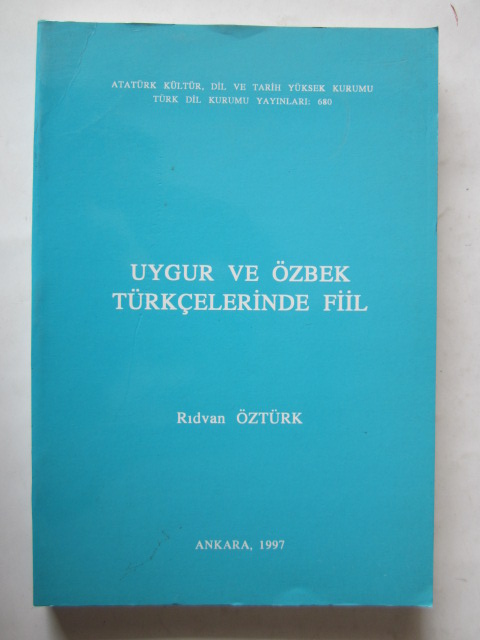 ATATÜRK KÜLTÜR, DİL VE TARİH YÜKSEK KURUMU
TÜRK DİL KURUMU YAYINLARI: 680
UYGUR VE ÖZBEK
TÜRKÇELERİNDE FİİL
Rıdvan ÖZTÜRK
ANKARA, 1997